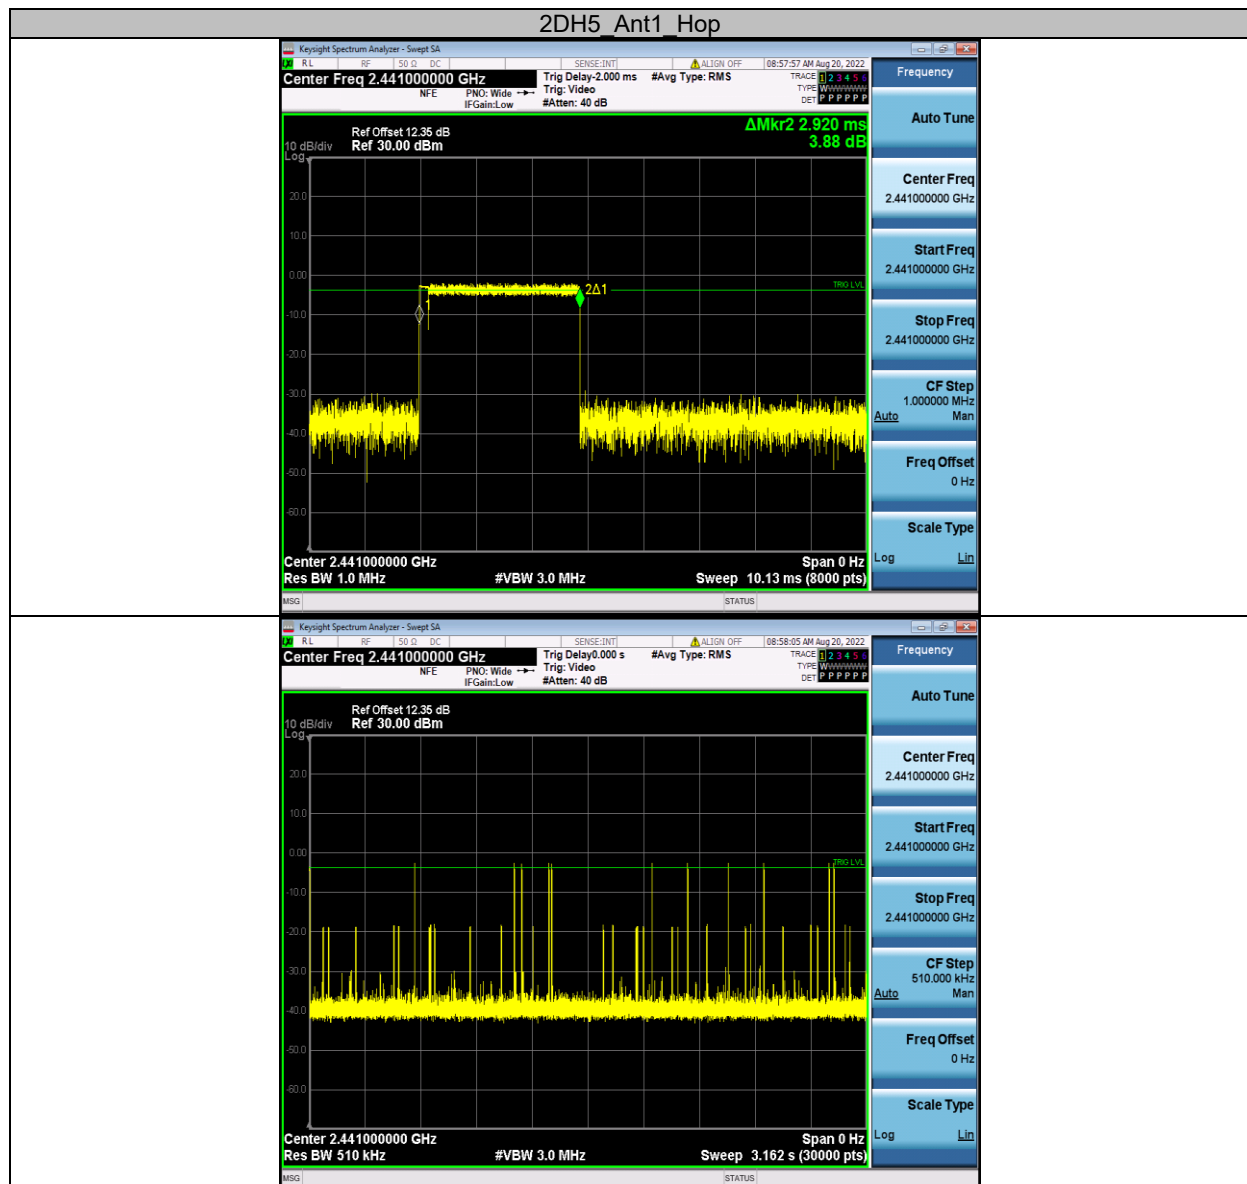 2DH5_Ant1_Hop
Keysight Spectrum Analyzer - Swept SA
RL RF 50 Ω DC SENSE:INT ALIGN OFF 08:57:57 AM Aug 20, 2022
Center Freq 2.441000000 GHz
NFE
PNO: Wide
IFGain:Low
Trig Delay-2.000 ms
Trig: Video
#Atten: 40 dB
#Avg Type: RMS
TRACE 1 2 3 4 5 6
TYPE WWWWWW
DET P P P P P P
ΔMkr2 2.920 ms
3.88 dB
Ref Offset 12.35 dB
10 dB/div Ref 30.00 dBm
Log
20.0
10.0
0.00
-10.0
-20.0
-30.0
-40.0
-50.0
-60.0
TRIG LVL
2Δ1
Center 2.441000000 GHz Span 0 Hz
Res BW 1.0 MHz #VBW 3.0 MHz Sweep 10.13 ms (8000 pts)
MSG STATUS
Frequency
Auto Tune
Center Freq
2.441000000 GHz
Start Freq
2.441000000 GHz
Stop Freq
2.441000000 GHz
CF Step
1.000000 MHz
Auto Man
Freq Offset
0 Hz
Scale Type
Log Lin
Keysight Spectrum Analyzer - Swept SA
RL RF 50 Ω DC SENSE:INT ALIGN OFF 08:58:05 AM Aug 20, 2022
Center Freq 2.441000000 GHz
NFE
PNO: Wide
IFGain:Low
Trig Delay0.000 s
Trig: Video
#Atten: 40 dB
#Avg Type: RMS
TRACE 1 2 3 4 5 6
TYPE WWWWWW
DET P P P P P P
Ref Offset 12.35 dB
10 dB/div Ref 30.00 dBm
Log
20.0
10.0
0.00
-10.0
-20.0
-30.0
-40.0
-50.0
-60.0
TRIG LVL
Center 2.441000000 GHz Span 0 Hz
Res BW 510 kHz #VBW 3.0 MHz Sweep 3.162 s (30000 pts)
MSG STATUS
Frequency
Auto Tune
Center Freq
2.441000000 GHz
Start Freq
2.441000000 GHz
Stop Freq
2.441000000 GHz
CF Step
510.000 kHz
Auto Man
Freq Offset
0 Hz
Scale Type
Log Lin